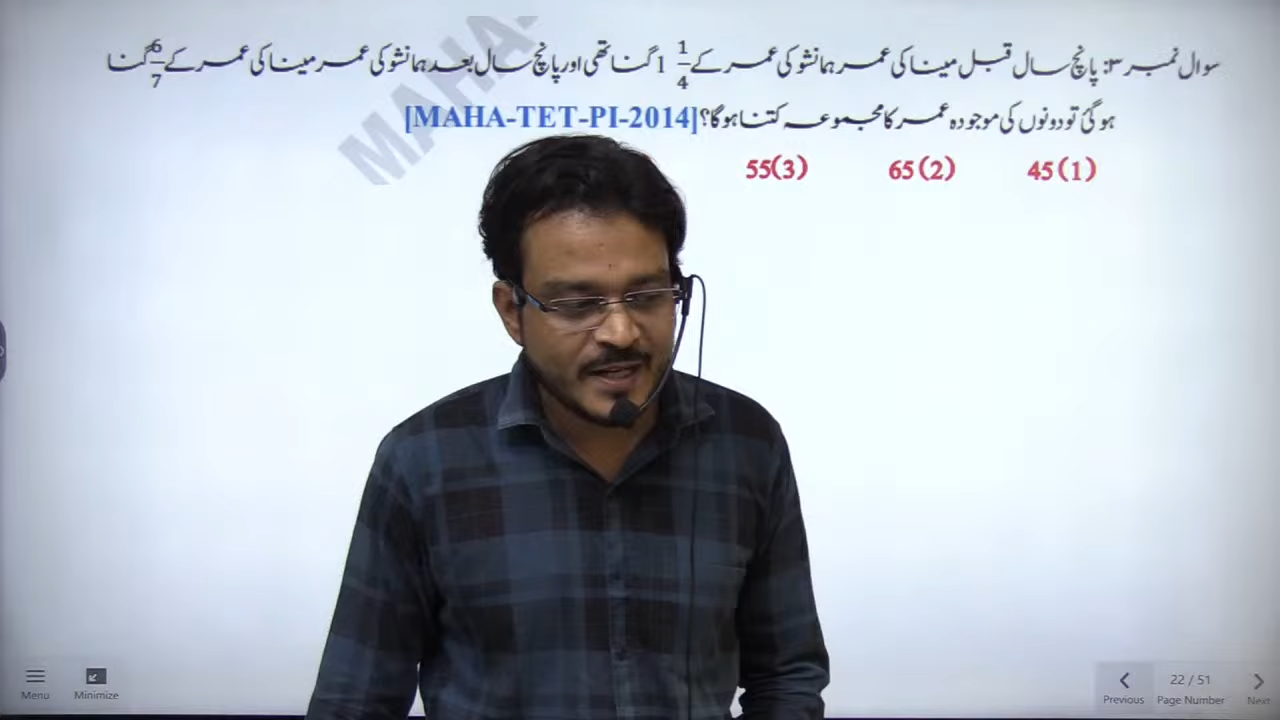 سوال نمبر ۳: پانچ سال قبل مینا کی عمر ہمانشو کی عمر کے 1 1/4 گنا تھی اور پانچ سال بعد ہمانشو کی عمر مینا کی عمر کے 6/7 گنا
ہوگئی تو دونوں کی موجودہ عمر کا مجموعہ کتنا ہوگا؟ [MAHA-TET-PI-2014]
45 (1) 65 (2) 55 (3)
MAHA-
Menu
Minimize
Previous
22 / 51
Page Number
Next